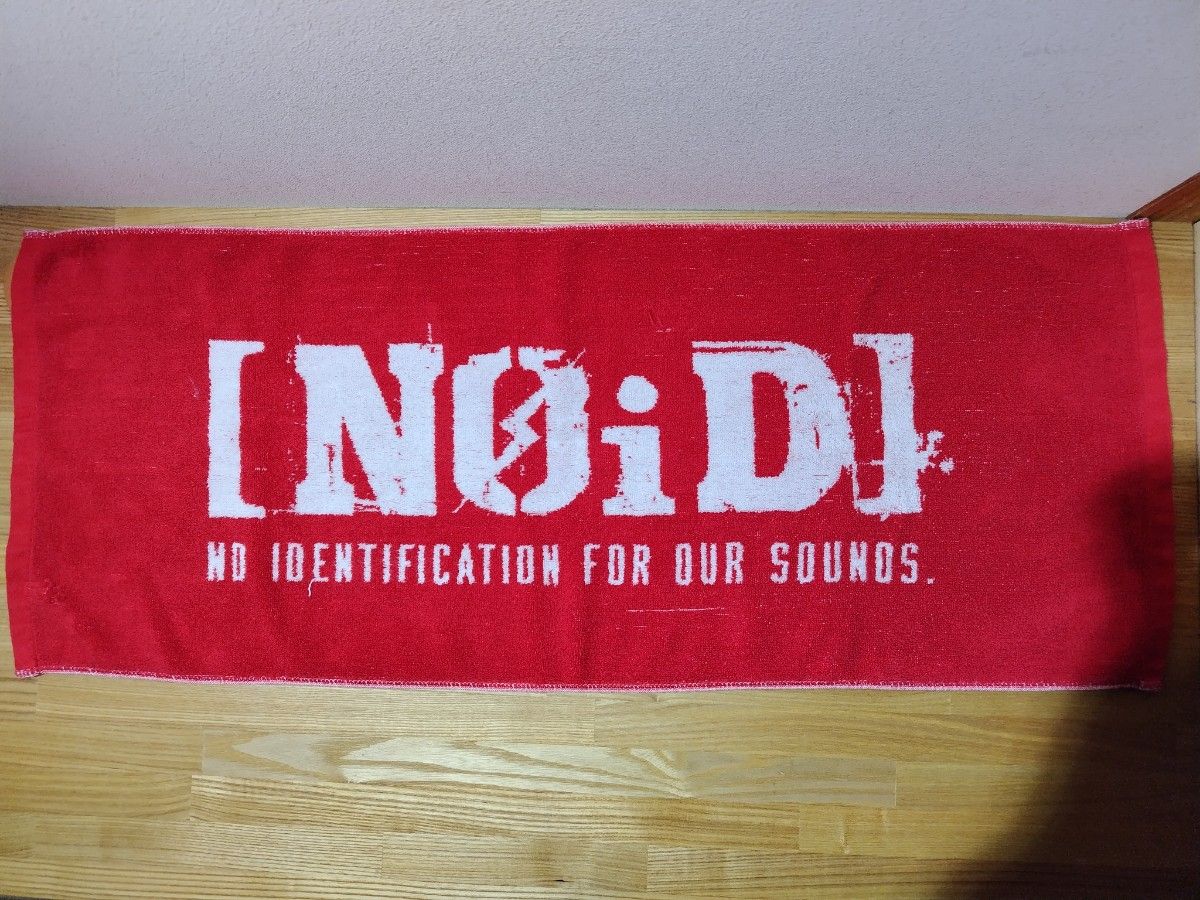 [NØiD]
NO IDENTIFICATION FOR OUR SOUNDS.